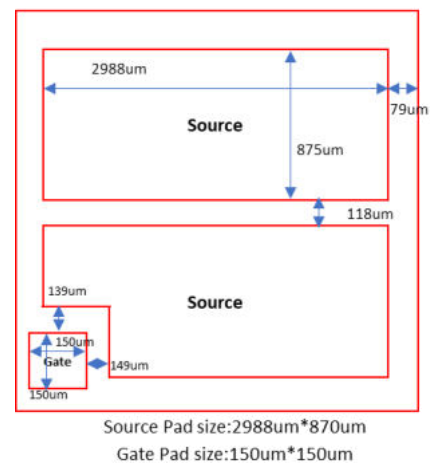 2988um
79um
Source
875um
118um
139um
Source
150um
Gate
149um
150um
Source Pad size:2988um*870um
Gate Pad size:150um*150um